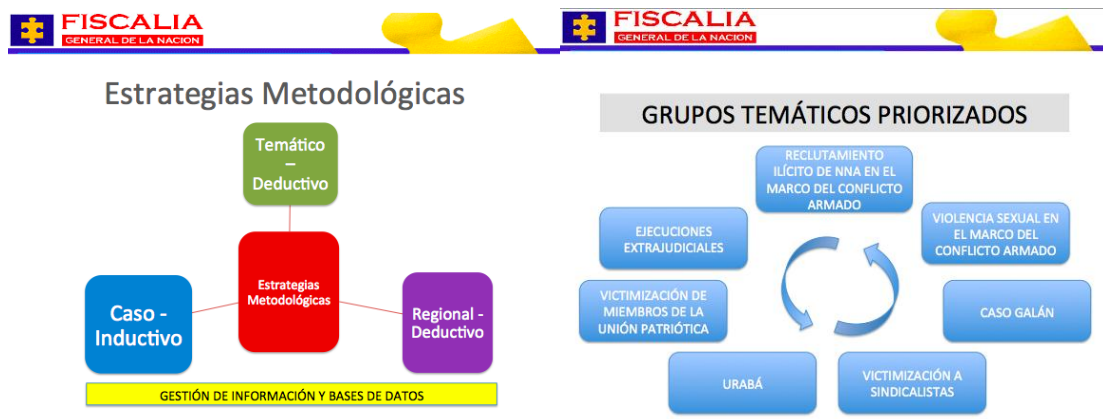 FISCALIA
GENERAL DE LA NACION
Estrategias Metodológicas
Temático
–
Deductivo
Estrategias
Metodológicas
Caso -
Inductivo
Regional -
Deductivo
GESTIÓN DE INFORMACIÓN Y BASES DE DATOS
FISCALIA
GENERAL DE LA NACION
GRUPOS TEMÁTICOS PRIORIZADOS
RECLUTAMIENTO
ILÍCITO DE NNA EN EL
MARCO DEL CONFLICTO
ARMADO
VIOLENCIA SEXUAL EN
EL MARCO DEL
CONFLICTO ARMADO
CASO GALÁN
VICTIMIZACIÓN A
SINDICALISTAS
URABÁ
VICTIMIZACIÓN DE
MIEMBROS DE LA
UNIÓN PATRIÓTICA
EJECUCIONES
EXTRAJUDICIALES